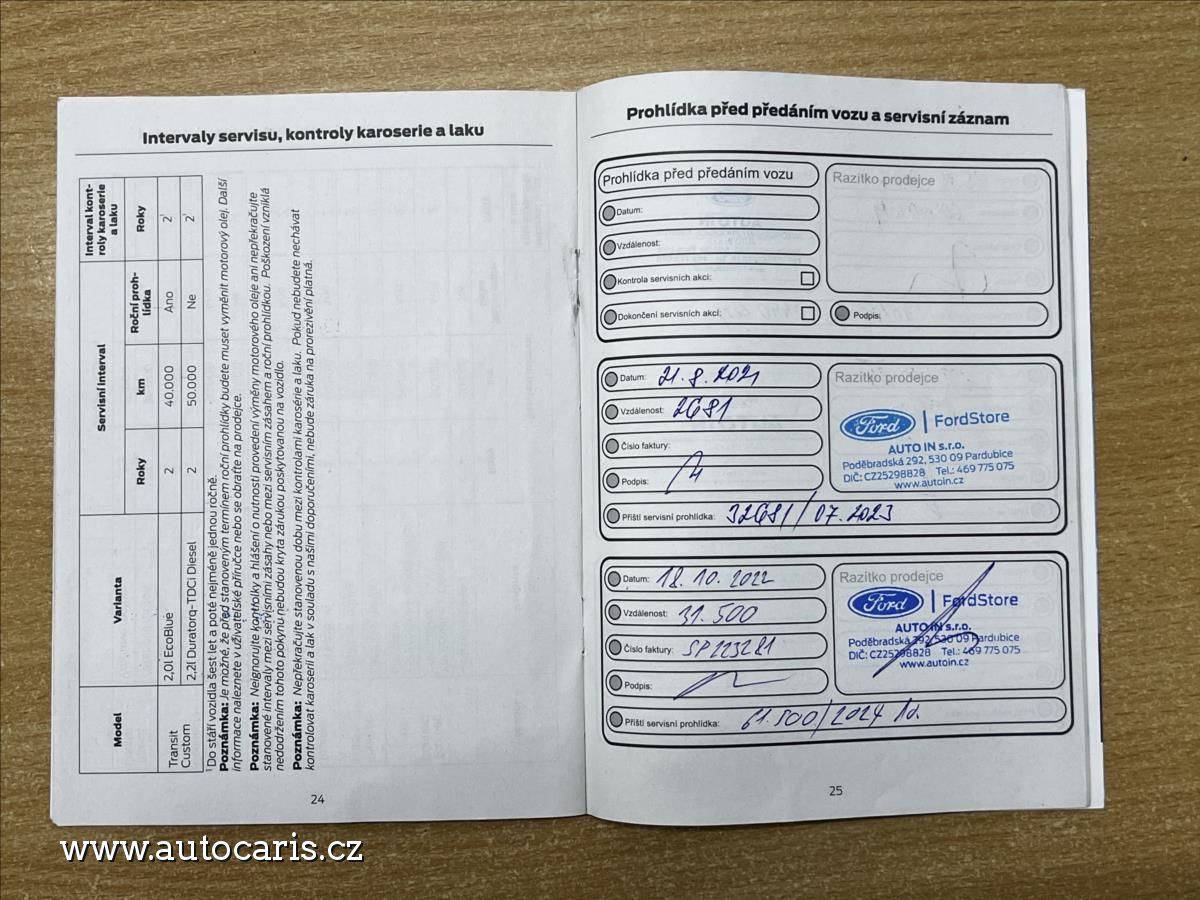 Intervaly servisu, kontroly karoserie a laku
Model
Varianta
Servisní interval
Interval kont-
roly karoserie
a laku
Roky
km
Roční proh-
lídka
Roky
Transit
Custom
2,0l EcoBlue
2
40.000
Ano
2¹
2,2l Duratorq- TDCi Diesel
2
50.000
Ne
2¹
¹ Do stáří vozidla šest let a poté nejméně jednou ročně.
Poznámka: Je možné, že před stanoveným termínem roční prohlídky budete muset vyměnit motorový olej. Další
informace naleznete v uživatelské příručce nebo se obraťte na prodejce.
Poznámka: Neignorujte kontrolky a hlášení o nutnosti provedení výměny motorového oleje ani nepřekračujte
stanovené intervaly mezi servisními zásahy nebo mezi servisním zásahem a roční prohlídkou. Poškození vzniklá
nedodržením tohoto pokynu nebudou kryta zárukou poskytovanou na vozidlo.
Poznámka: Nepřekračujte stanovenou dobu mezi kontrolami karosérie a laku. Pokud nebudete nechávat
kontrolovat karoserii a lak v souladu s našimi doporučeními, nebude záruka na prorezivění platná.
24
Prohlídka před předáním vozu a servisní záznam
Prohlídka před předáním vozu
Razítko prodejce
Datum:
Vzdálenost:
Kontrola servisních akcí:
Dokončení servisních akcí:
Podpis:
Datum: 21.8.2021
Razítko prodejce
Vzdálenost: 2681
Číslo faktury:
Podpis:
Ford | FordStore
AUTO IN s.r.o.
Poděbradská 292, 530 09 Pardubice
DIČ: CZ25298828 Tel.: 469 775 075
www.autoin.cz
Příští servisní prohlídka: 32681/07.2023
Datum: 18.10.2022
Razítko prodejce
Vzdálenost: 31.500
Číslo faktury: SP223281
Podpis:
Ford | FordStore
AUTO IN s.r.o.
Poděbradská 292, 530 09 Pardubice
DIČ: CZ25298828 Tel.: 469 775 075
www.autoin.cz
Příští servisní prohlídka: 61.500/2024
25
www.autocaris.cz